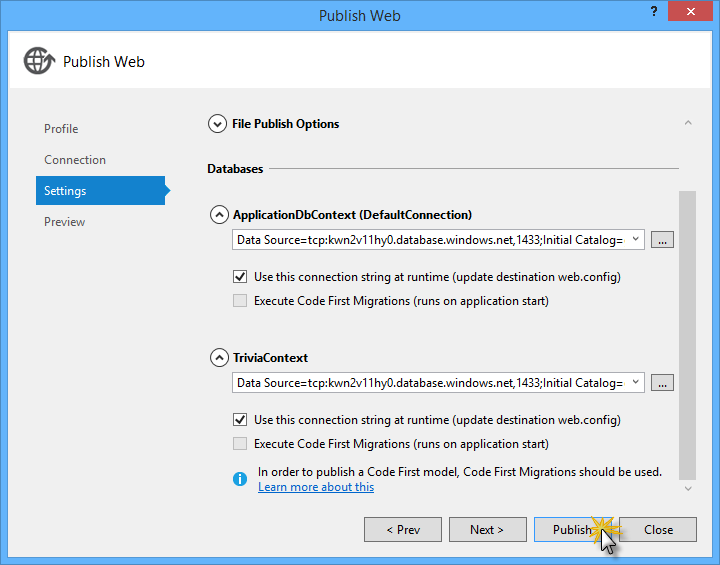 Publish Web
?
Publish Web
Profile
Connection
Settings
Preview
File Publish Options
Databases
ApplicationDbContext (DefaultConnection)
Data Source=tcp:kwn2v11hy0.database.windows.net,1433;Initial Catalog=
...
Use this connection string at runtime (update destination web.config)
Execute Code First Migrations (runs on application start)
TriviaContext
Data Source=tcp:kwn2v11hy0.database.windows.net,1433;Initial Catalog=
...
Use this connection string at runtime (update destination web.config)
Execute Code First Migrations (runs on application start)
In order to publish a Code First model, Code First Migrations should be used.
Learn more about this
< Prev
Next >
Publish
Close